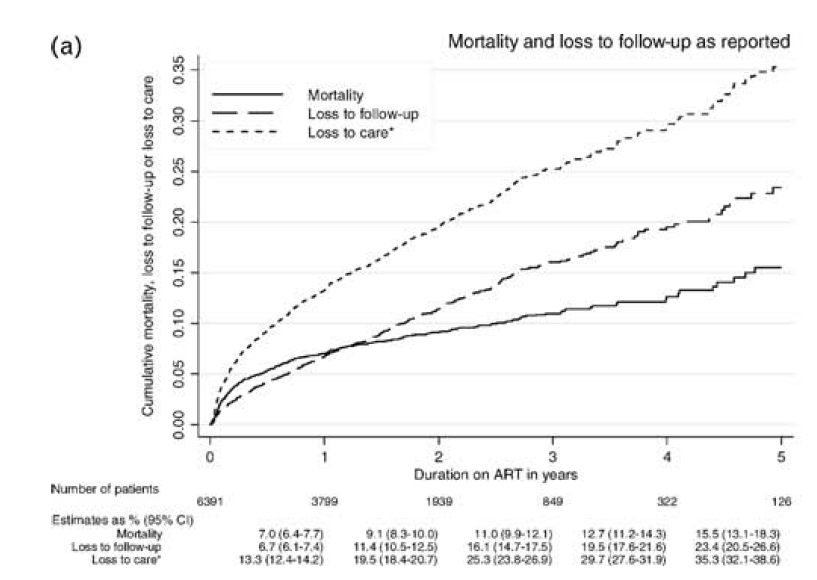 (a)
Mortality and loss to follow-up as reported
Cumulative mortality, loss to follow-up or loss to care
0.35
0.30
0.25
0.20
0.15
0.10
0.05
0.00
Mortality
Loss to follow-up
Loss to care*
0 1 2 3 4 5
Duration on ART in years
Number of patients
6391 3799 1939 849 322 126
Estimates as % (95% CI)
Mortality 7.0 (6.4-7.7) 9.1 (8.3-10.0) 11.0 (9.9-12.1) 12.7 (11.2-14.3) 15.5 (13.1-18.3)
Loss to follow-up 6.7 (6.1-7.4) 11.4 (10.5-12.5) 16.1 (14.7-17.5) 19.5 (17.6-21.6) 23.4 (20.5-26.6)
Loss to care* 13.3 (12.4-14.2) 19.5 (18.4-20.7) 25.3 (23.8-26.9) 29.7 (27.6-31.9) 35.3 (32.1-38.6)